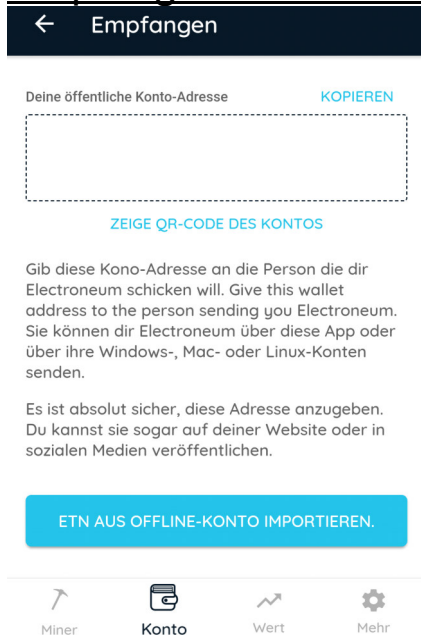 Empfangen
Deine öffentliche Konto-Adresse KOPIEREN
ZEIGE QR-CODE DES KONTOS
Gib diese Kono-Adresse an die Person die dir
Electroneum schicken will. Give this wallet
address to the person sending you Electroneum.
Sie können dir Electroneum über diese App oder
über ihre Windows-, Mac- oder Linux-Konten
senden.
Es ist absolut sicher, diese Adresse anzugeben.
Du kannst sie sogar auf deiner Website oder in
sozialen Medien veröffentlichen.
ETN AUS OFFLINE-KONTO IMPORTIEREN.
Miner Konto Wert Mehr